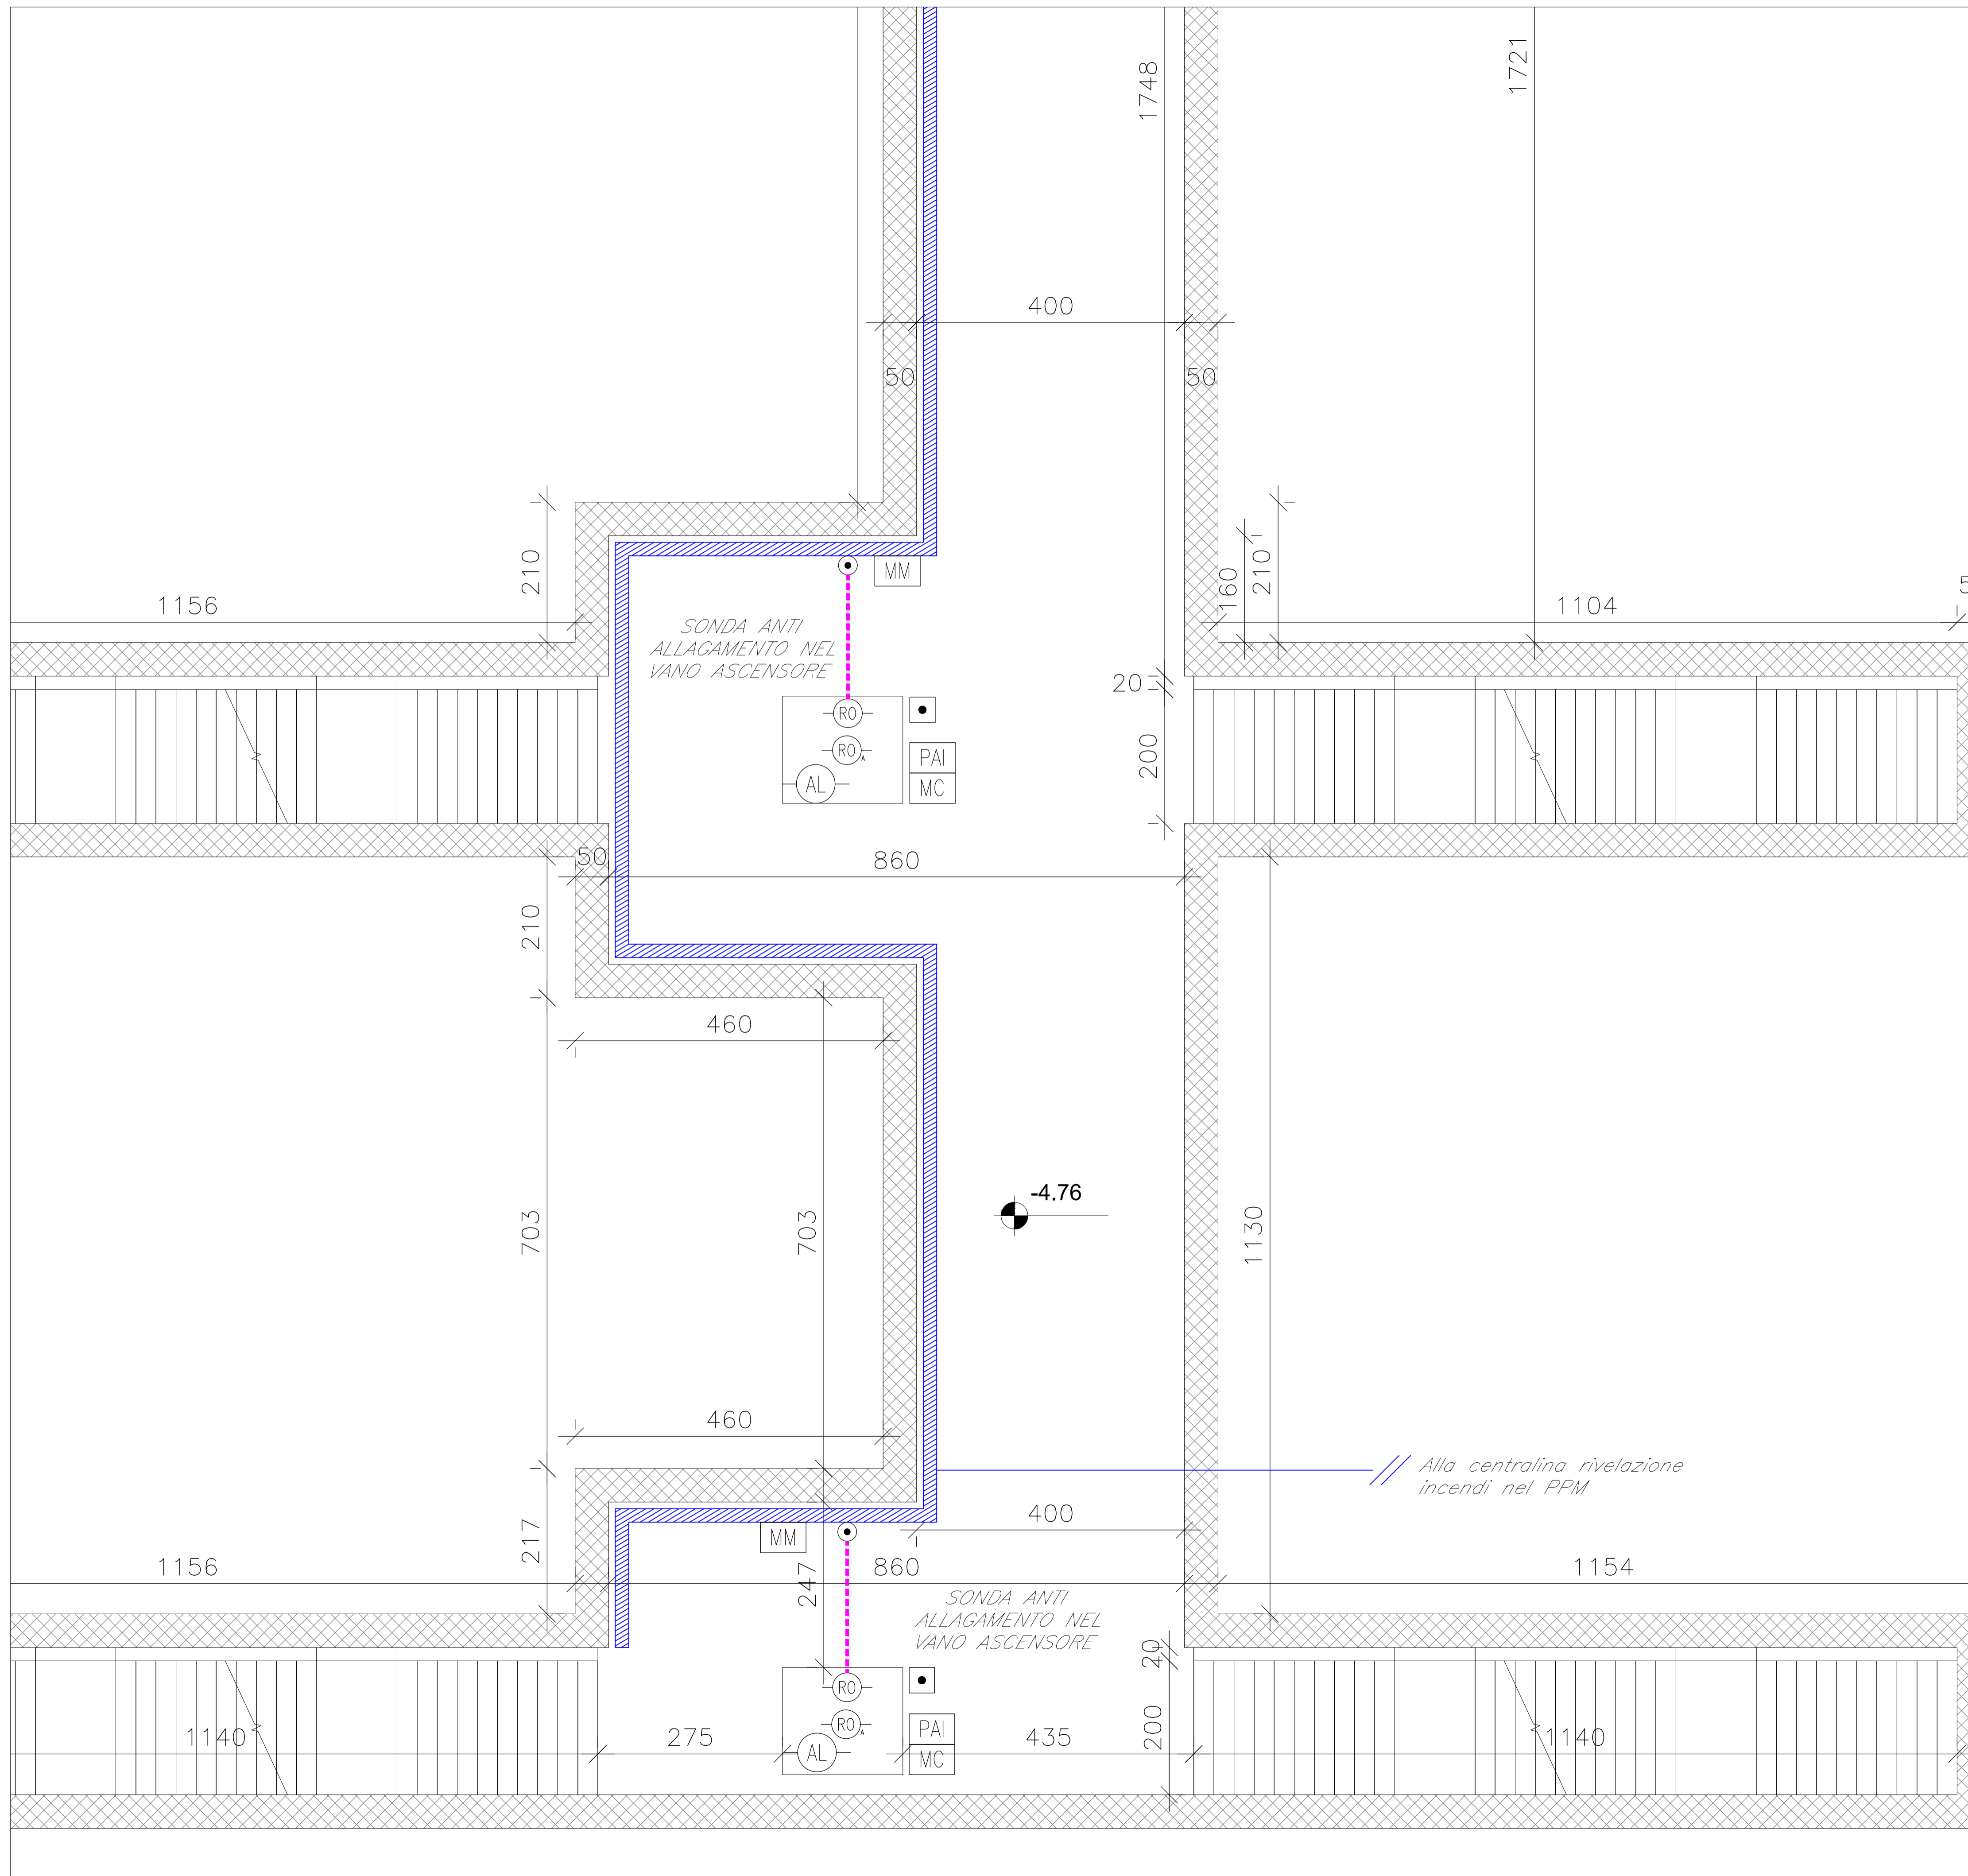 1748
1721
400
50
50
210
MM
160
210
1156
1104
5
SONDA ANTI
ALLAGAMENTO NEL
VANO ASCENSORE
20
RO
RO A
AL
PAI
MC
200
50
860
210
460
-4.76
703
703
1130
460
Alla centralina rivelazione
incendi nel PPM
400
217
MM
1156
247
860
1154
SONDA ANTI
ALLAGAMENTO NEL
VANO ASCENSORE
20
RO
RO A
AL
PAI
MC
200
1140
275
435
1140